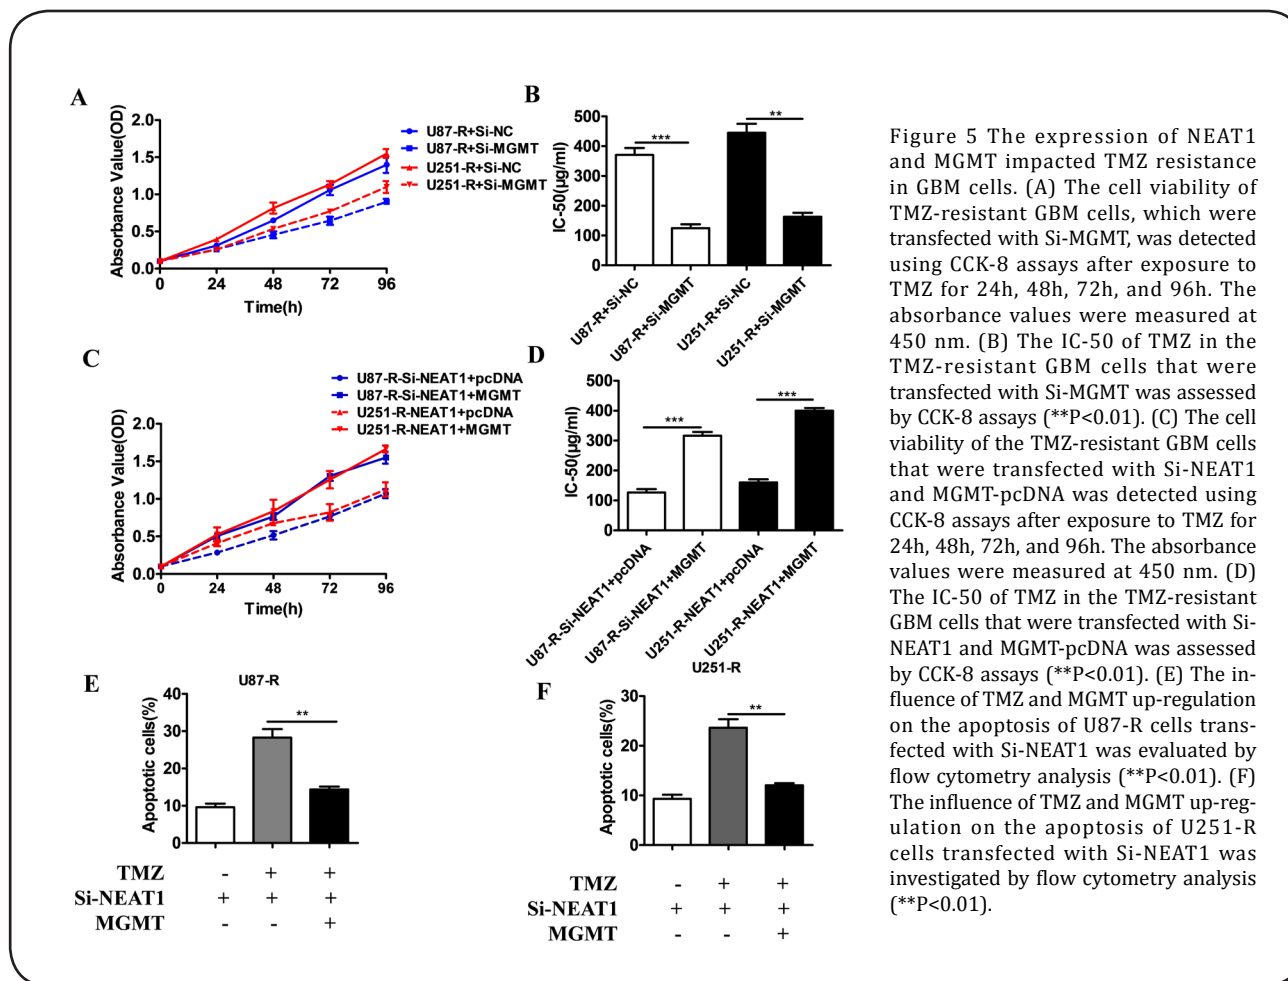 A
2.0
1.5
1.0
0.5
0.0
Absorbance Value(OD)
0 24 48 72 96
Time(h)
U87-R+Si-NC
U87-R+Si-MGMT
U251-R+Si-NC
U251-R+Si-MGMT
B
500
400
300
200
100
0
IC-50(μg/ml)
***
**
U87-R+Si-NC
U87-R+Si-MGMT
U251-R+Si-NC
U251-R+Si-MGMT
C
2.0
1.5
1.0
0.5
0.0
Absorbance Value(OD)
0 24 48 72 96
Time(h)
U87-R-Si-NEAT1+pcDNA
U87-R-Si-NEAT1+MGMT
U251-R-NEAT1+pcDNA
U251-R-NEAT1+MGMT
D
500
400
300
200
100
0
IC-50(μg/ml)
***
***
U87-R-Si-NEAT1+pcDNA
U87-R-Si-NEAT1+MGMT
U251-R-NEAT1+pcDNA
U251-R-NEAT1+MGMT
E
U87-R
40
30
20
10
0
Apoptotic cells(%)
**
TMZ - + +
Si-NEAT1 + + +
MGMT - - +
F
U251-R
30
20
10
0
Apoptotic cells(%)
**
TMZ - + +
Si-NEAT1 + + +
MGMT - - +
Figure 5 The expression of NEAT1
and MGMT impacted TMZ resistance
in GBM cells. (A) The cell viability of
TMZ-resistant GBM cells, which were
transfected with Si-MGMT, was detected
using CCK-8 assays after exposure to
TMZ for 24h, 48h, 72h, and 96h. The
absorbance values were measured at
450 nm. (B) The IC-50 of TMZ in the
TMZ-resistant GBM cells that were
transfected with Si-MGMT was assessed
by CCK-8 assays (**P<0.01). (C) The cell
viability of the TMZ-resistant GBM cells
that were transfected with Si-NEAT1
and MGMT-pcDNA was detected using
CCK-8 assays after exposure to TMZ for
24h, 48h, 72h, and 96h. The absorbance
values were measured at 450 nm. (D)
The IC-50 of TMZ in the TMZ-resistant
GBM cells that were transfected with Si-
NEAT1 and MGMT-pcDNA was assessed
by CCK-8 assays (**P<0.01). (E) The in-
fluence of TMZ and MGMT up-regulation
on the apoptosis of U87-R cells trans-
fected with Si-NEAT1 was evaluated by
flow cytometry analysis (**P<0.01). (F)
The influence of TMZ and MGMT up-reg-
ulation on the apoptosis of U251-R
cells transfected with Si-NEAT1 was
investigated by flow cytometry analysis
(**P<0.01).